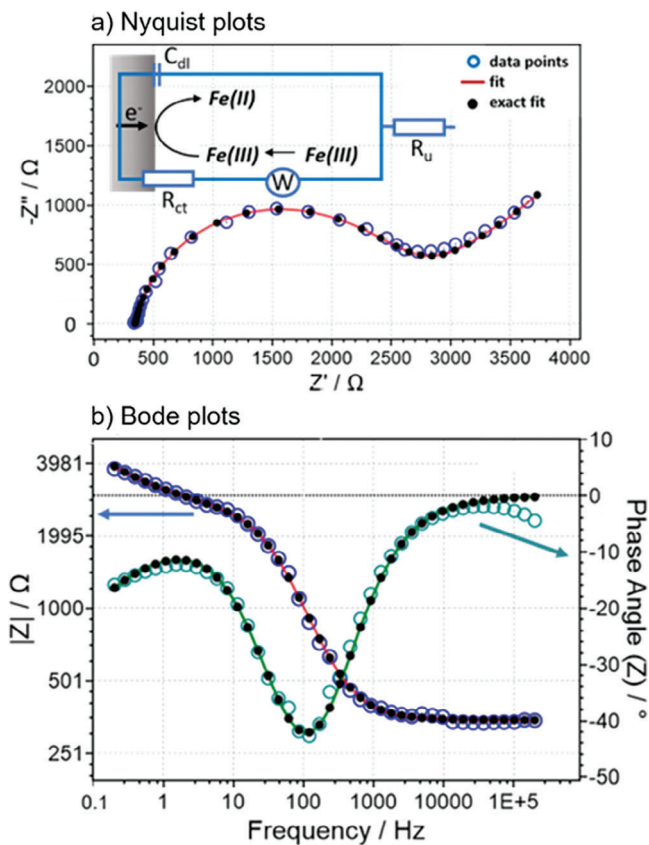 a) Nyquist plots
C_dl
data points
fit
exact fit
e-
Fe(II)
Fe(III)
Fe(III)
R_u
W
R_ct
-Z" / Ω
2000
1500
1000
500
0
0
500
1000
1500
2000
2500
3000
3500
4000
Z' / Ω
b) Bode plots
|Z| / Ω
3981
1995
1000
501
251
10
0
-10
-20
-30
-40
-50
Phase Angle (Z) / °
0.1
1
10
100
1000
10000
1E+5
Frequency / Hz